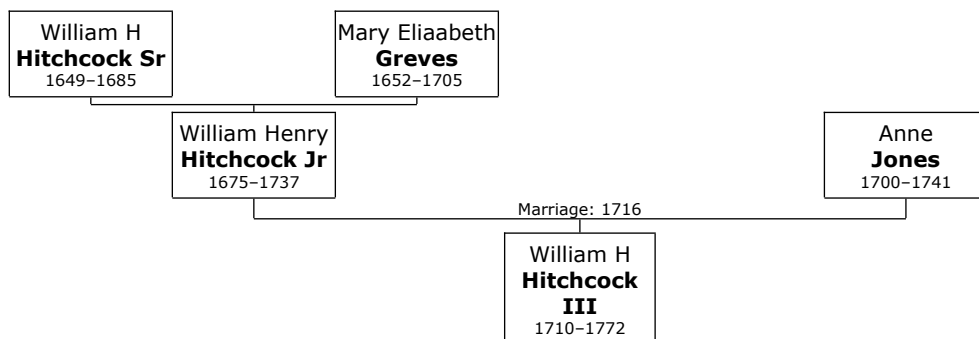 William H
Hitchcock Sr
1649–1685
Mary Eliaabeth
Greves
1652–1705
William Henry
Hitchcock Jr
1675–1737
Anne
Jones
1700–1741
Marriage: 1716
William H
Hitchcock
III
1710–1772